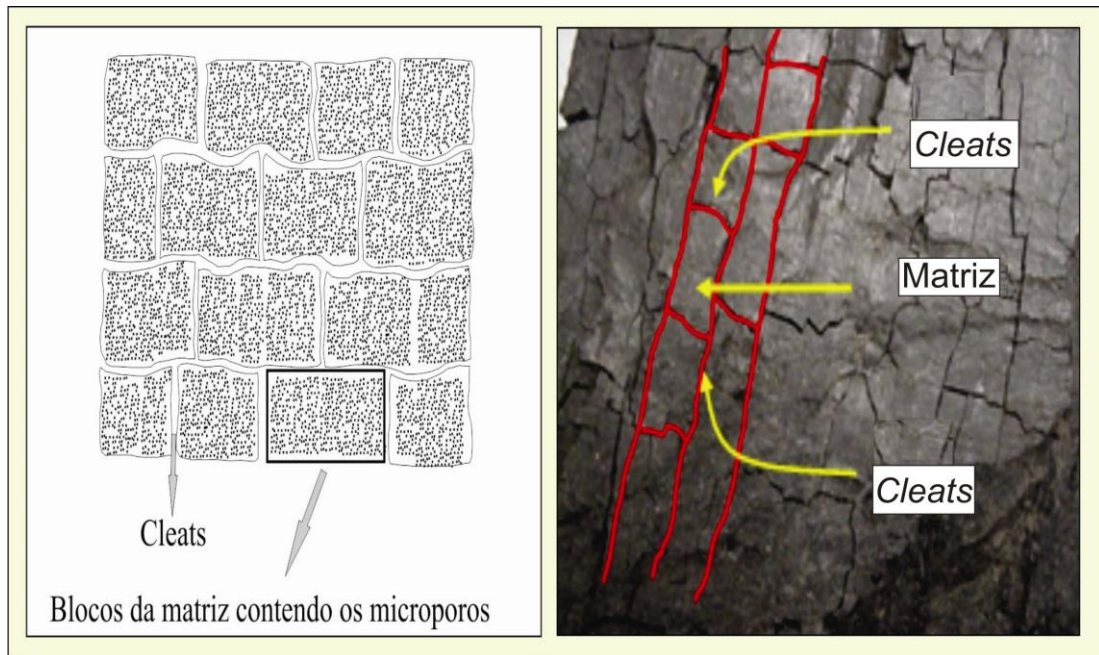 Cleats
Blocos da matriz contendo os microporos
Cleats
Matriz
Cleats